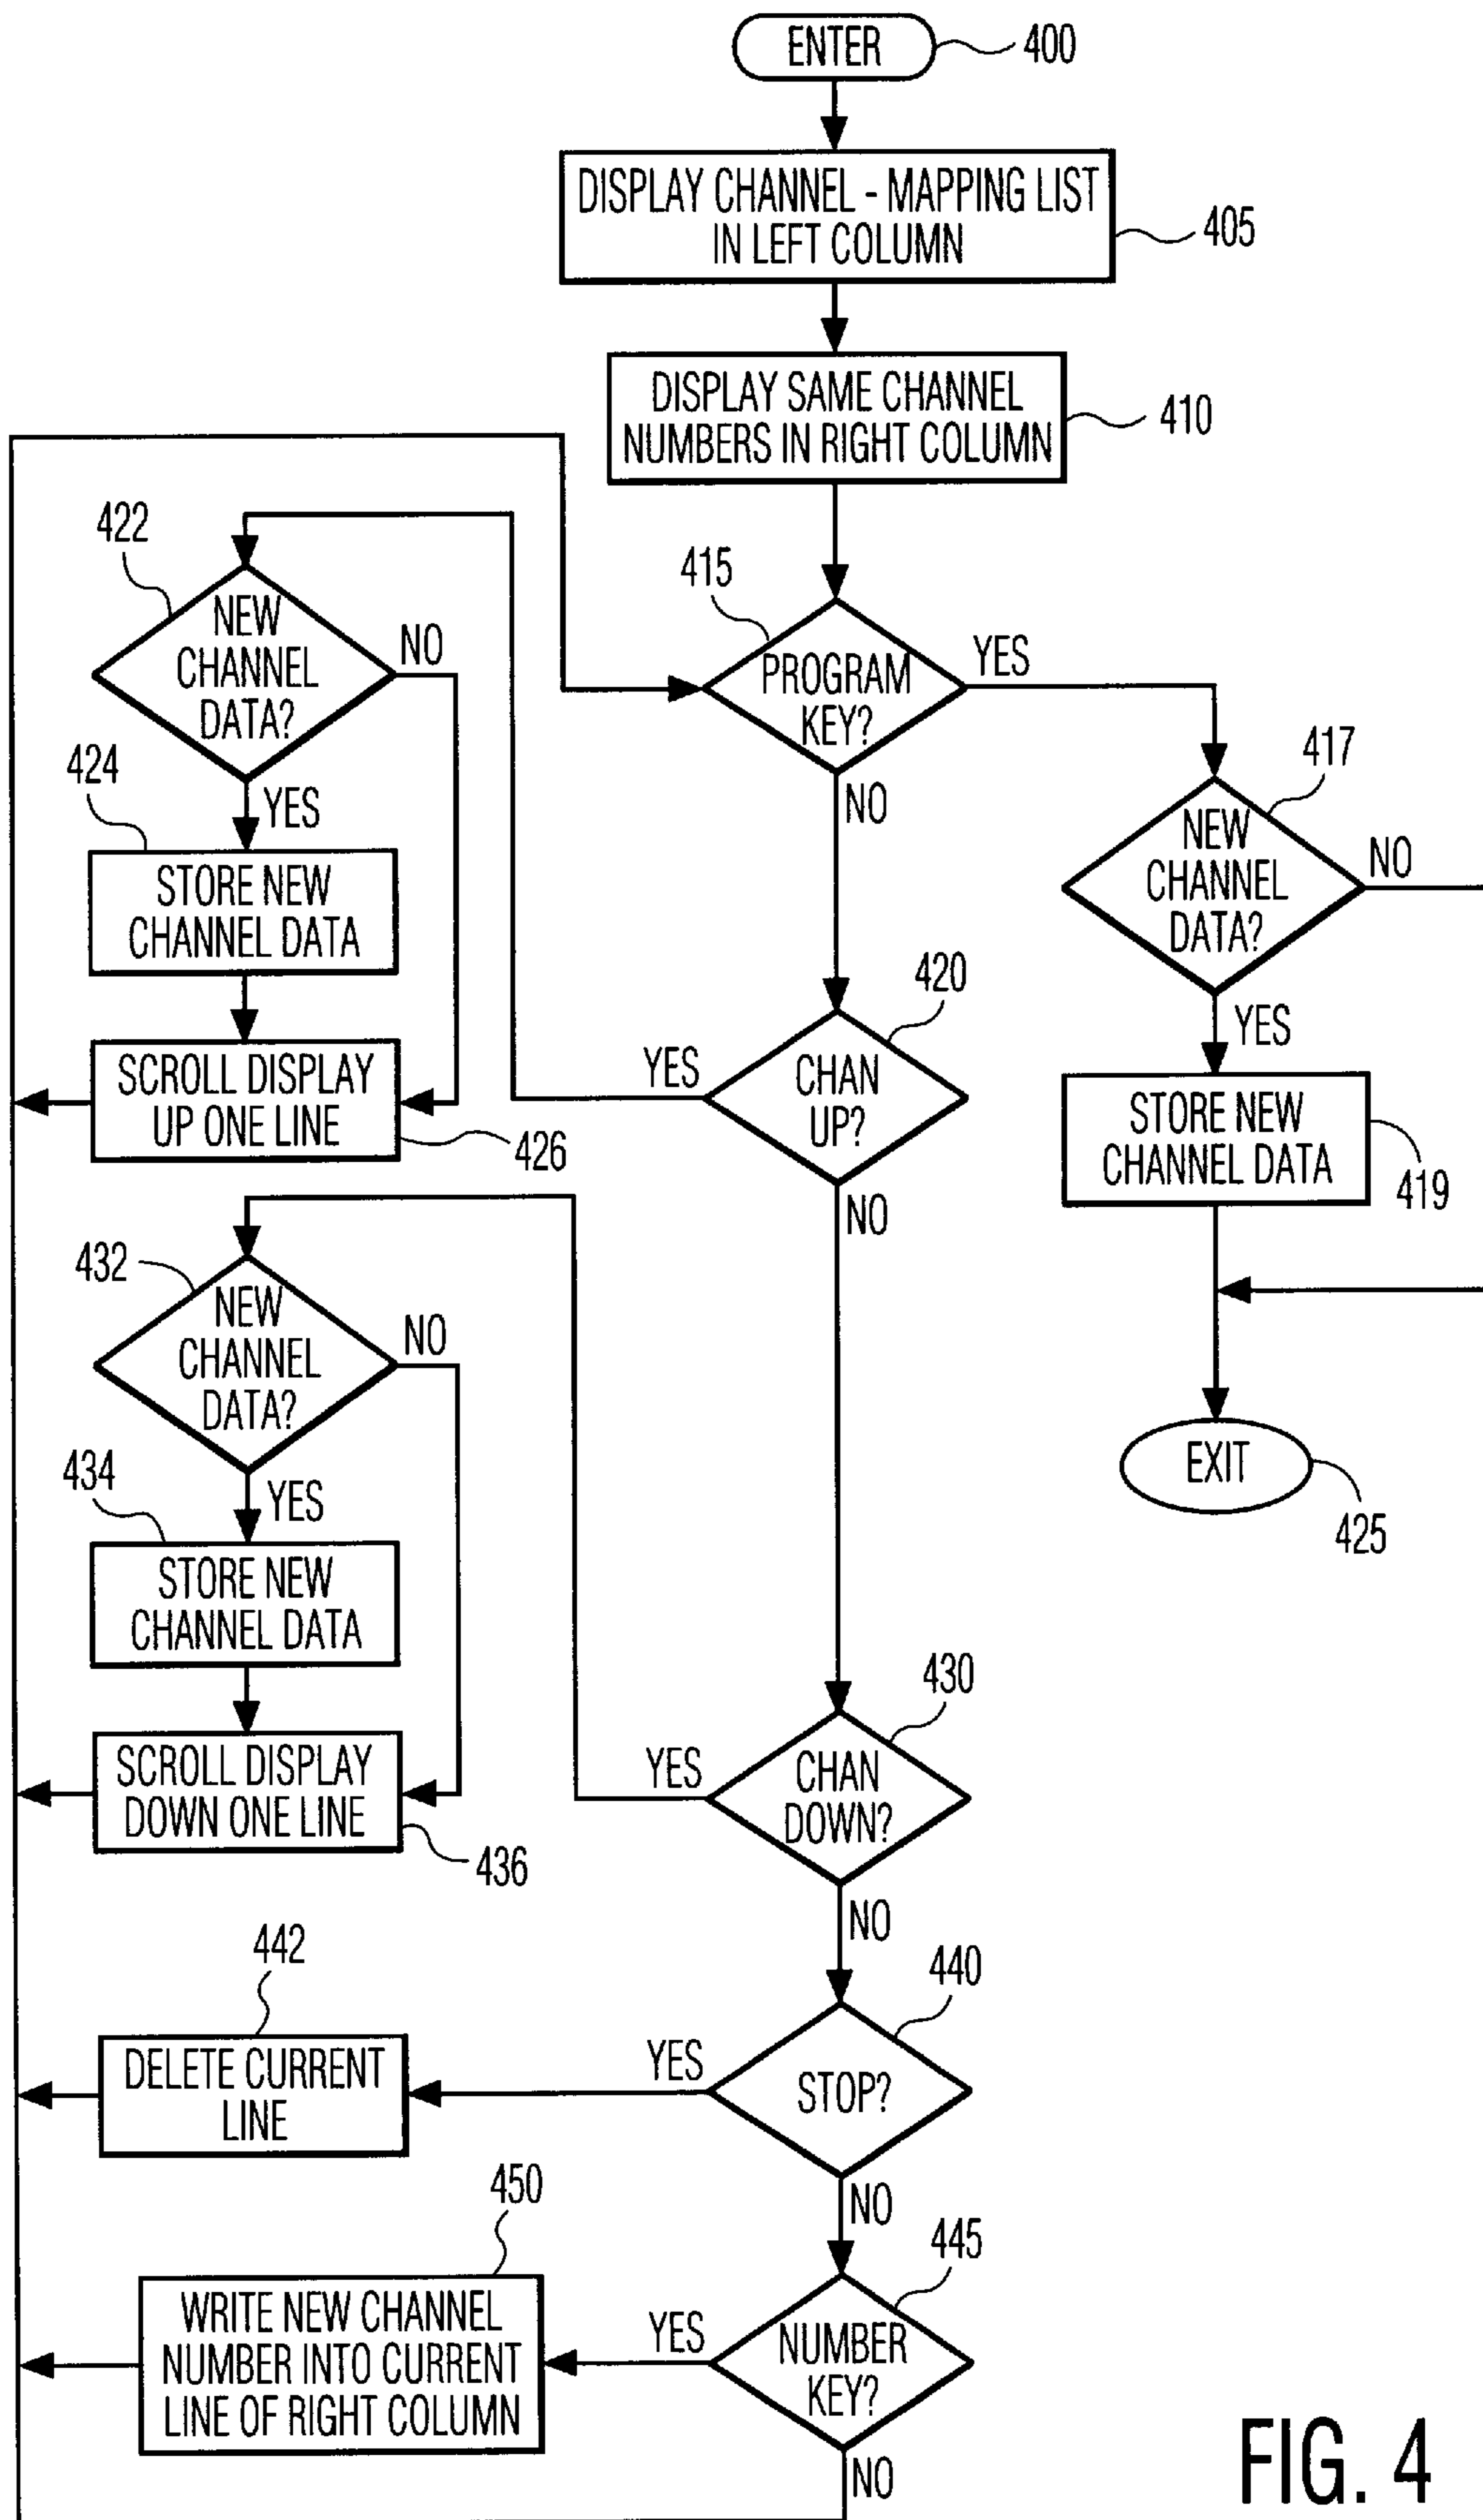 ENTER
400
DISPLAY CHANNEL - MAPPING LIST
IN LEFT COLUMN
405
DISPLAY SAME CHANNEL
NUMBERS IN RIGHT COLUMN
410
422
NEW
CHANNEL
DATA?
NO
YES
415
PROGRAM
KEY?
YES
NO
417
NEW
CHANNEL
DATA?
NO
YES
424
STORE NEW
CHANNEL DATA
SCROLL DISPLAY
UP ONE LINE
426
420
CHAN
UP?
YES
NO
STORE NEW
CHANNEL DATA
419
EXIT
425
432
NEW
CHANNEL
DATA?
NO
YES
434
STORE NEW
CHANNEL DATA
SCROLL DISPLAY
DOWN ONE LINE
436
430
CHAN
DOWN?
YES
NO
442
DELETE CURRENT
LINE
440
STOP?
YES
NO
450
WRITE NEW CHANNEL
NUMBER INTO CURRENT
LINE OF RIGHT COLUMN
445
NUMBER
KEY?
YES
NO
FIG. 4